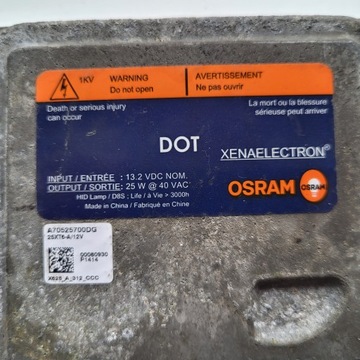 1KV
WARNING
Do not open
AVERTISSEMENT
Ne pas ouvrir
Death or serious injury
can occur
La mort ou la blessure
sérieuse peut arriver
DOT
XENAELECTRON®
INPUT / ENTRÉE : 13.2 VDC NOM.
OUTPUT / SORTIE: 25 W @ 40 VAC
HID Lamp / D8S : Life / à Vie > 3000h
Made in China / Fabriqué en Chine
OSRAM
OSRAM
A70525700DG
25XT6-A/12V
00080930
P1414
X625_A_012_CCC